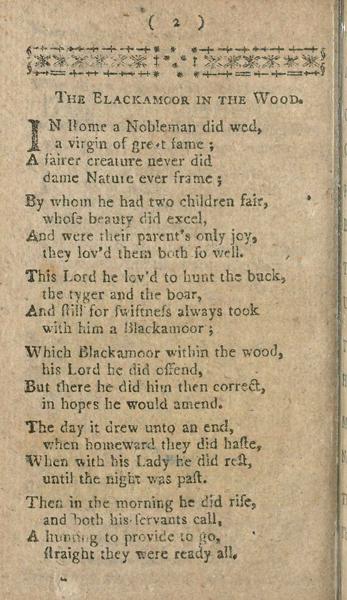 ( 2 )
THE BLACKAMOOR IN THE WOOD.
IN Rome a Nobleman did wed,
a virgin of great fame ;
A fairer creature never did
dame Nature ever frame ;
By whom he had two children fair,
whoſe beauty did excel,
And were their parent's only joy,
they lov'd them both ſo well.
This Lord he lov'd to hunt the buck,
the tyger and the boar,
And ſtill for ſwiftneſs always took
with him a Blackamoor ;
Which Blackamoor within the wood,
his Lord he did offend,
But there he did him then correct,
in hopes he would amend.
The day it drew unto an end,
when homeward they did haſte,
When with his Lady he did reſt,
until the night was paſt.
Then in the morning he did riſe,
and both his ſervants call,
A hunting to provide to go,
ſtraight they were ready all.